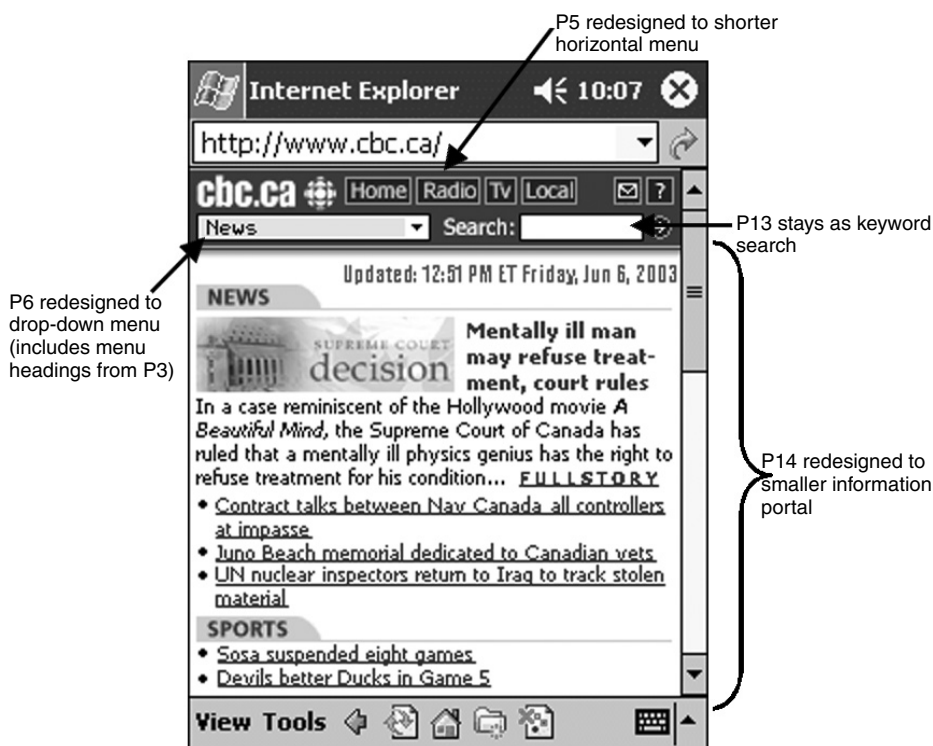 P5 redesigned to shorter
horizontal menu
Internet Explorer 10:07
http://www.cbc.ca/
cbc.ca Home Radio Tv Local ?
News Search:
P13 stays as keyword
search
Updated: 12:51 PM ET Friday, Jun 6, 2003
NEWS
P6 redesigned to
drop-down menu
(includes menu
headings from P3)
SUPREME COURT
decision
Mentally ill man
may refuse treat-
ment, court rules
In a case reminiscent of the Hollywood movie A
Beautiful Mind, the Supreme Court of Canada has
ruled that a mentally ill physics genius has the right to
refuse treatment for his condition... FULLSTORY
• Contract talks between Nav Canada all controllers
at impasse
• Juno Beach memorial dedicated to Canadian vets
• UN nuclear inspectors return to Iraq to track stolen
material
P14 redesigned to
smaller information
portal
SPORTS
• Sosa suspended eight games
• Devils better Ducks in Game 5
View Tools